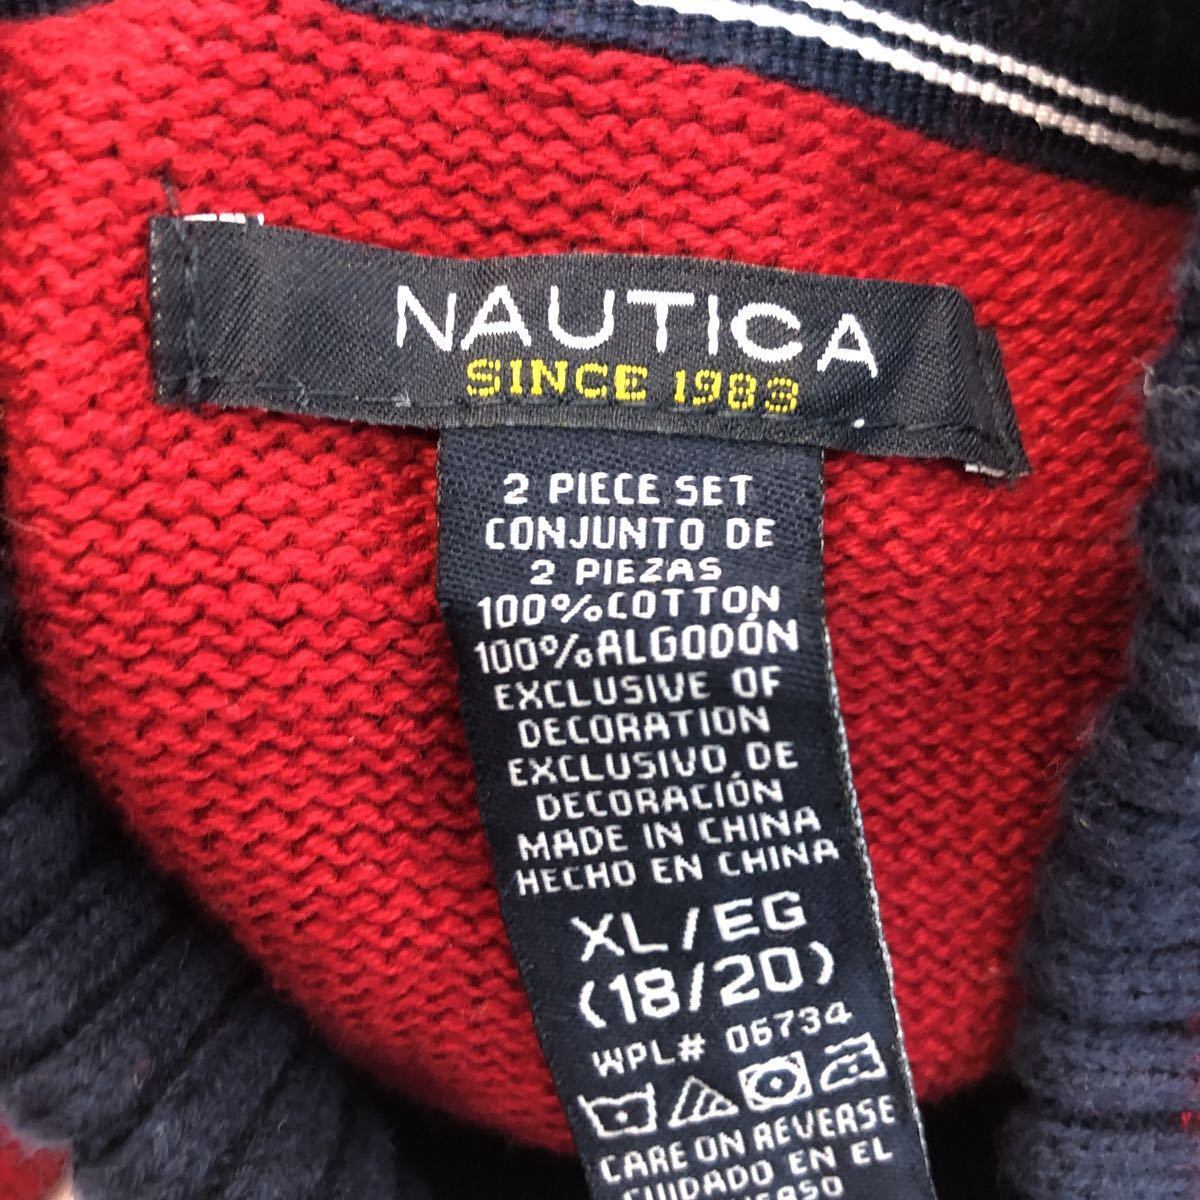 NAUTICA
SINCE 1983
2 PIECE SET
CONJUNTO DE
2 PIEZAS
100%COTTON
100%ALGODÓN
EXCLUSIVE OF
DECORATION
EXCLUSIVO DE
DECORACIÓN
MADE IN CHINA
HECHO EN CHINA
XL/EG
(18/20)
WPL# 06734
CARE ON REVERSE
CUIDADO EN EL